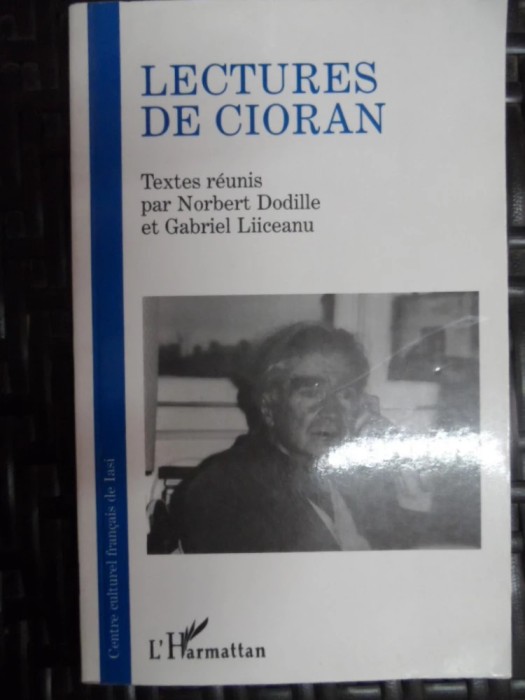 LECTURES
DE CIORAN
Textes réunis
par Norbert Dodille
et Gabriel Liiceanu
Centre culturel français de Iasi
L'Harmattan